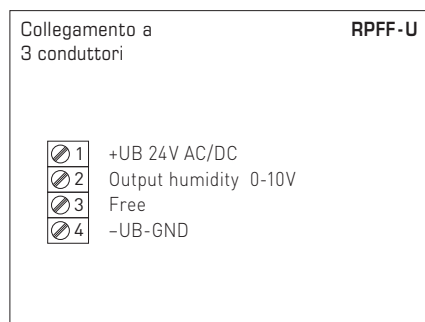 Collegamento a RPFF-U
3 conduttori
1 +UB 24V AC/DC
2 Output humidity 0-10V
3 Free
4 –UB-GND